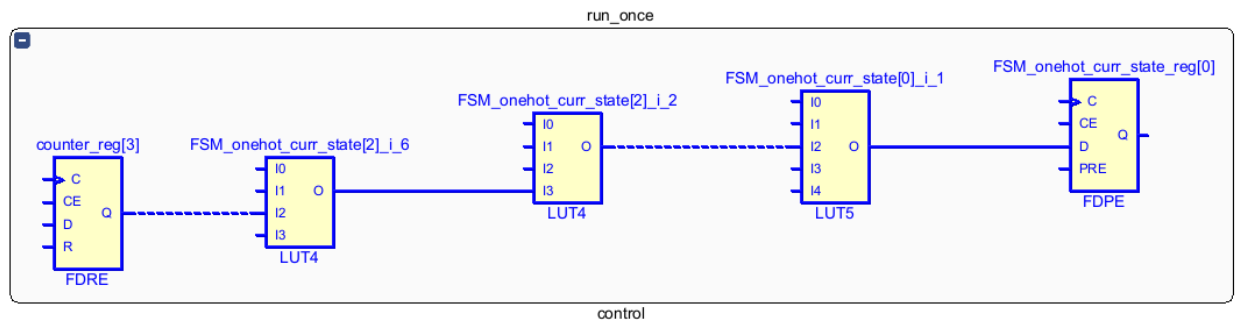 run_once
counter_reg[3]
C
CE
D
R
Q
FDRE
FSM_onehot_curr_state[2]_i_6
I0
I1
I2
I3
O
LUT4
FSM_onehot_curr_state[2]_i_2
I0
I1
I2
I3
O
LUT4
FSM_onehot_curr_state[0]_i_1
I0
I1
I2
I3
I4
O
LUT5
FSM_onehot_curr_state_reg[0]
C
CE
D
PRE
Q
FDPE
control